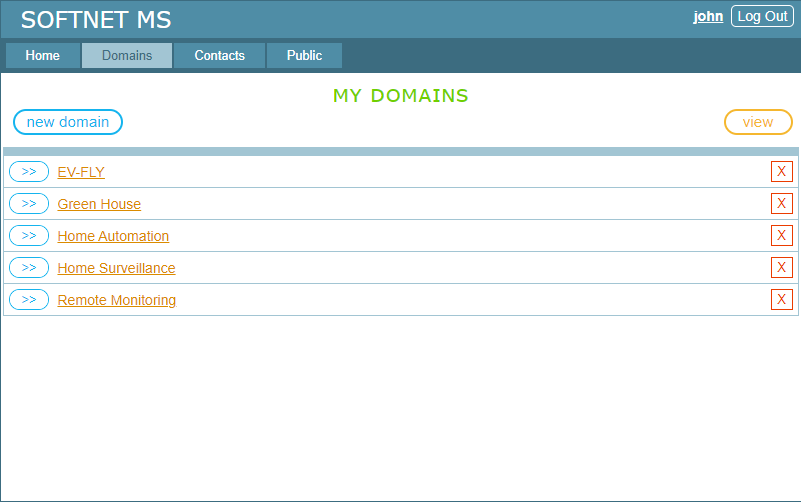 SOFTNET MS
john Log Out
Home Domains Contacts Public
MY DOMAINS
new domain view
>> EV-FLY X
>> Green House X
>> Home Automation X
>> Home Surveillance X
>> Remote Monitoring X